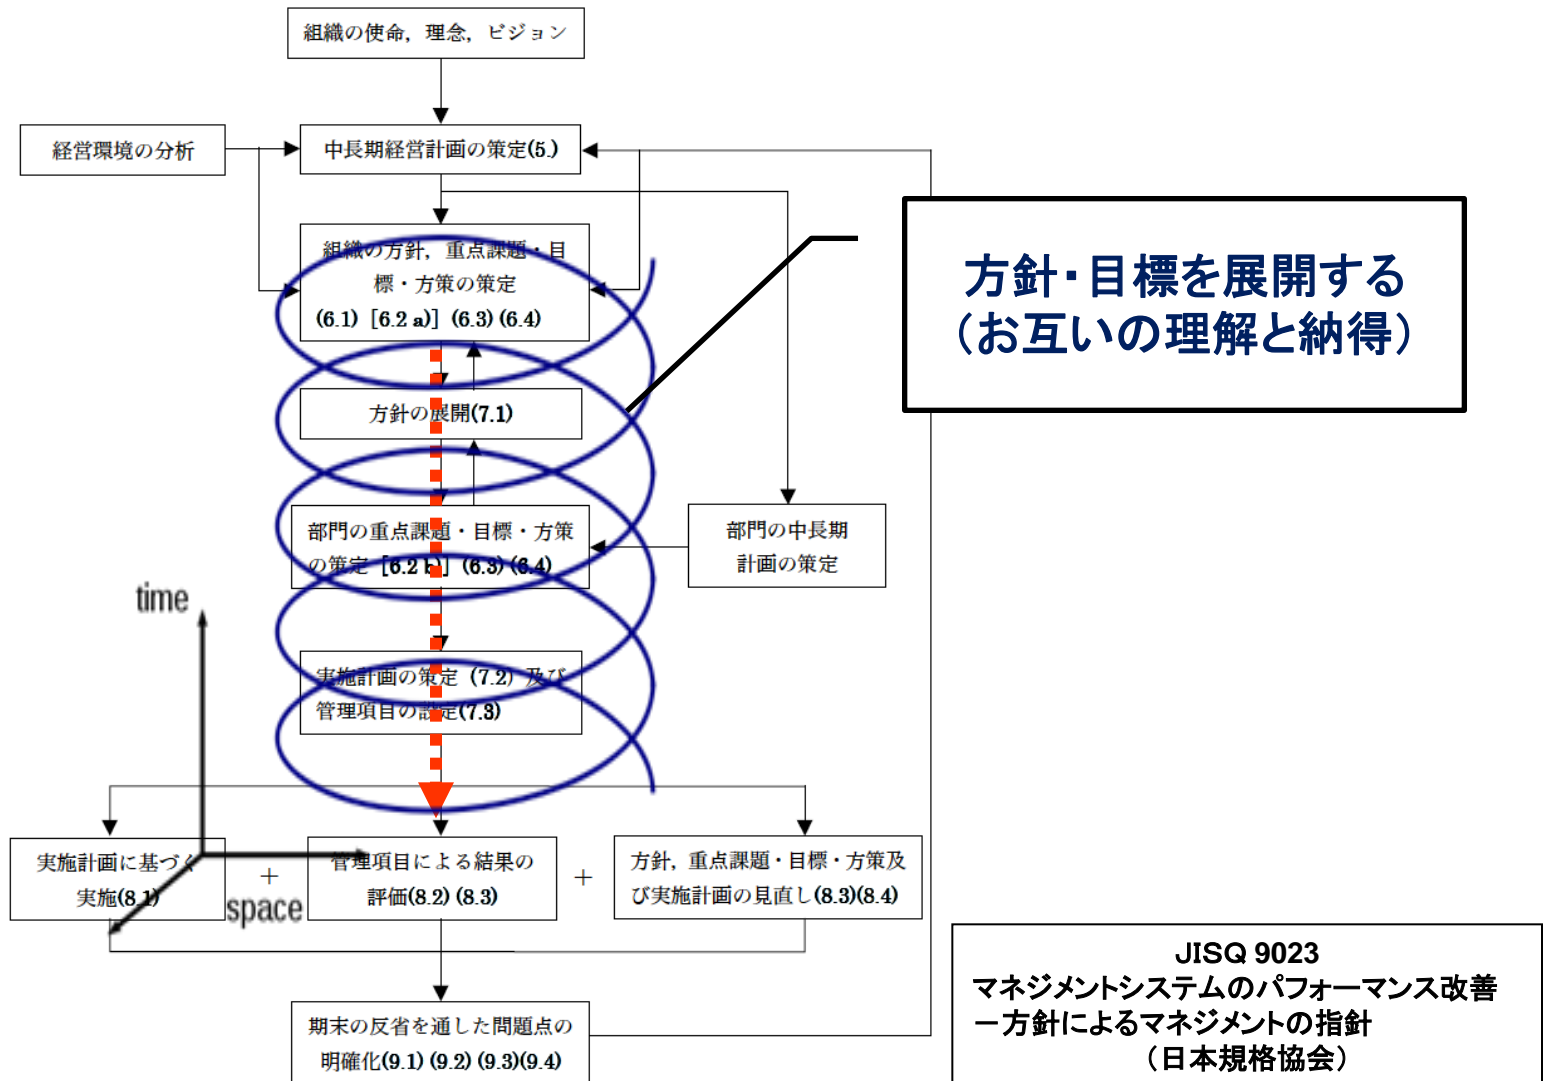 組織の使命，理念，ビジョン
経営環境の分析
中長期経営計画の策定(5.)
組織の方針，重点課題・目
標・方策の策定
(6.1)［6.2 a)］(6.3) (6.4)
方針・目標を展開する
（お互いの理解と納得）
方針の展開(7.1)
部門の重点課題・目標・方策
の策定［6.2 b)］(6.3) (6.4)
部門の中長期
計画の策定
time
実施計画の策定 (7.2) 及び
管理項目の設定(7.3)
実施計画に基づく
実施(8.1)
＋
space
管理項目による結果の
評価(8.2) (8.3)
＋
方針，重点課題・目標・方策及
び実施計画の見直し(8.3)(8.4)
期末の反省を通した問題点の
明確化(9.1) (9.2) (9.3)(9.4)
JISQ 9023
マネジメントシステムのパフォーマンス改善
－方針によるマネジメントの指針
（日本規格協会）